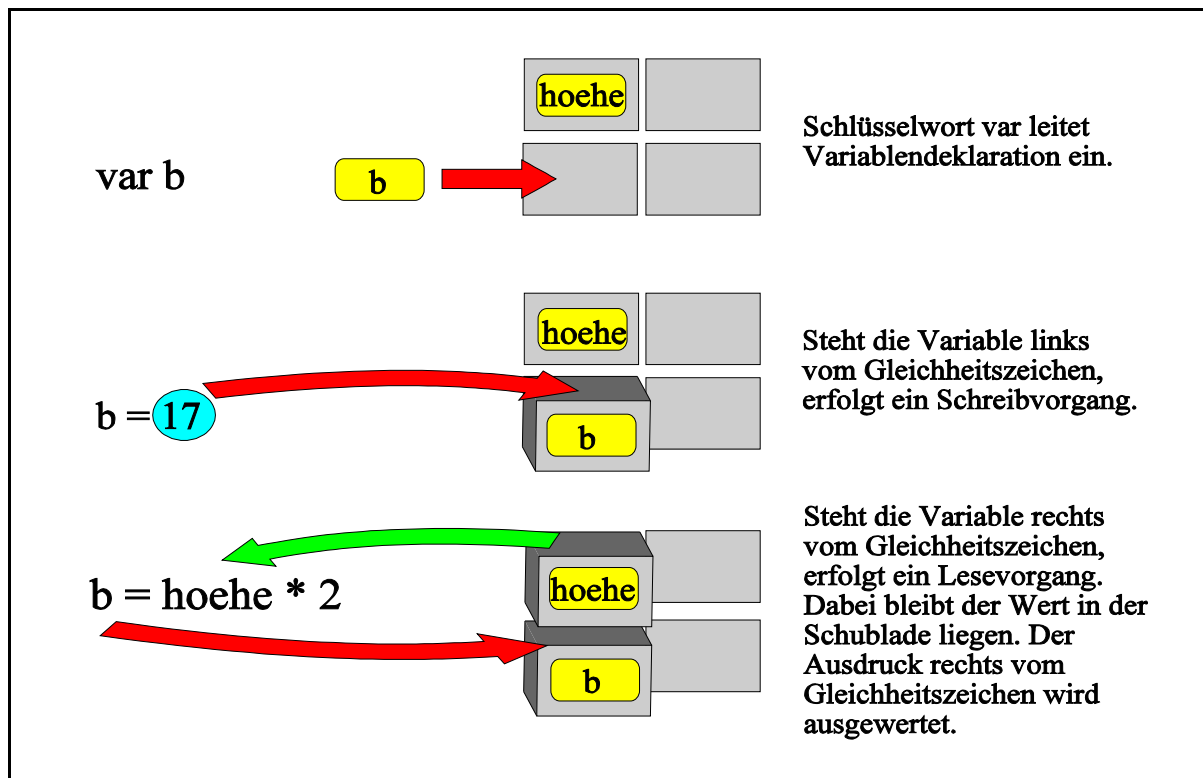 hoehe
Schlüsselwort var leitet
Variablendeklaration ein.
var b
b
hoehe
Steht die Variable links
vom Gleichheitszeichen,
erfolgt ein Schreibvorgang.
b = 17
b
Steht die Variable rechts
vom Gleichheitszeichen,
erfolgt ein Lesevorgang.
Dabei bleibt der Wert in der
Schublade liegen. Der
Ausdruck rechts vom
Gleichheitszeichen wird
ausgewertet.
hoehe
b = hoehe * 2
b